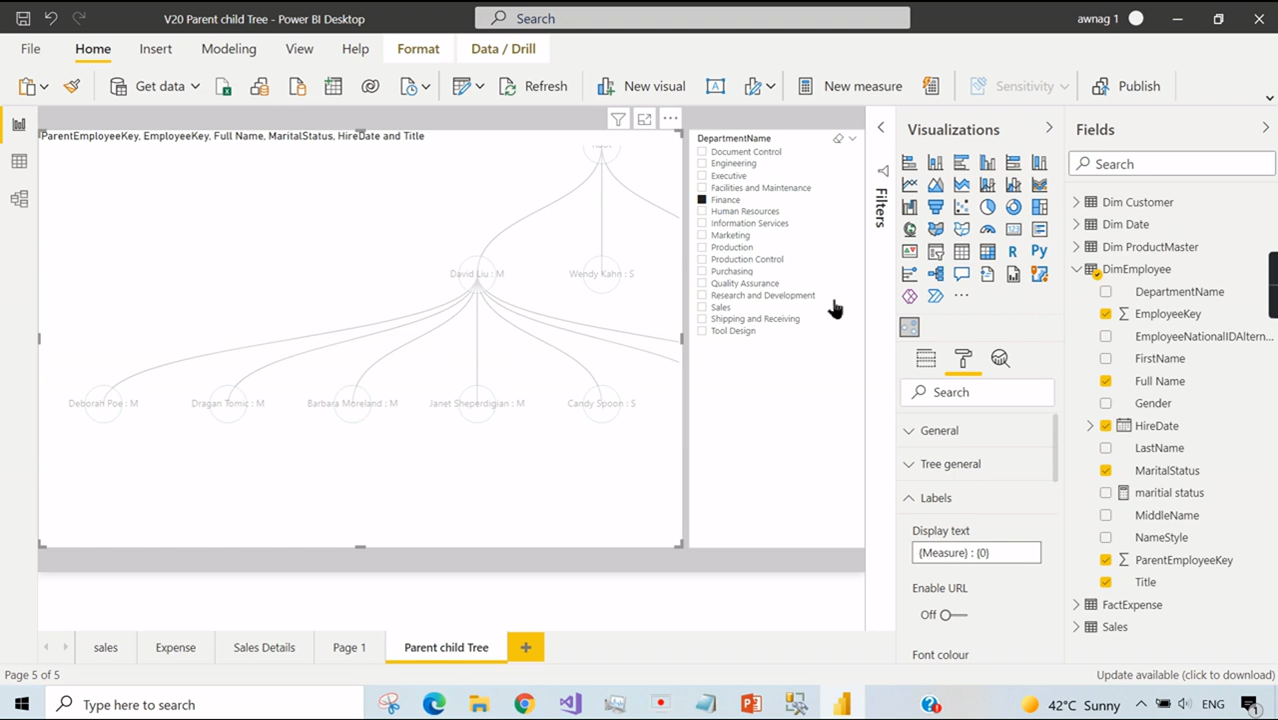 V20 Parent child Tree - Power BI Desktop
Search
awnag 1
File
Home
Insert
Modeling
View
Help
Format
Data / Drill
Get data
Refresh
New visual
New measure
Sensitivity
Publish
ParentEmployeeKey, EmployeeKey, Full Name, MaritalStatus, HireDate and Title
David Liu : M
Wendy Kahn : S
Deborah Poe : M
Dragan Tomic : M
Barbara Moreland : M
Janet Sheperdigian : M
Candy Spoon : S
DepartmentName
Document Control
Engineering
Executive
Facilities and Maintenance
Finance
Human Resources
Information Services
Marketing
Production
Production Control
Purchasing
Quality Assurance
Research and Development
Sales
Shipping and Receiving
Tool Design
Filters
Visualizations
R
Py
Search
General
Tree general
Labels
Display text
{Measure} : {0}
Enable URL
Off
Font colour
Fields
Search
Dim Customer
Dim Date
Dim ProductMaster
DimEmployee
DepartmentName
EmployeeKey
EmployeeNationalIDAltern...
FirstName
Full Name
Gender
HireDate
LastName
MaritalStatus
maritial status
MiddleName
NameStyle
ParentEmployeeKey
Title
FactExpense
Sales
sales
Expense
Sales Details
Page 1
Parent child Tree
Page 5 of 5
Update available (click to download)
Type here to search
42°C Sunny
ENG